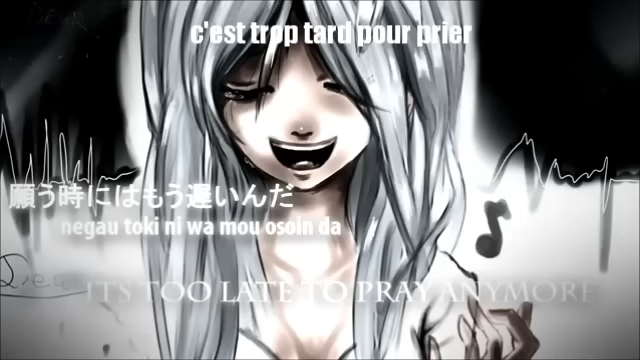 c'est trop tard pour prier
願う時にはもう遅いんだ
negau toki ni wa mou osoin da
ITS TOO LATE TO PRAY ANYMORE